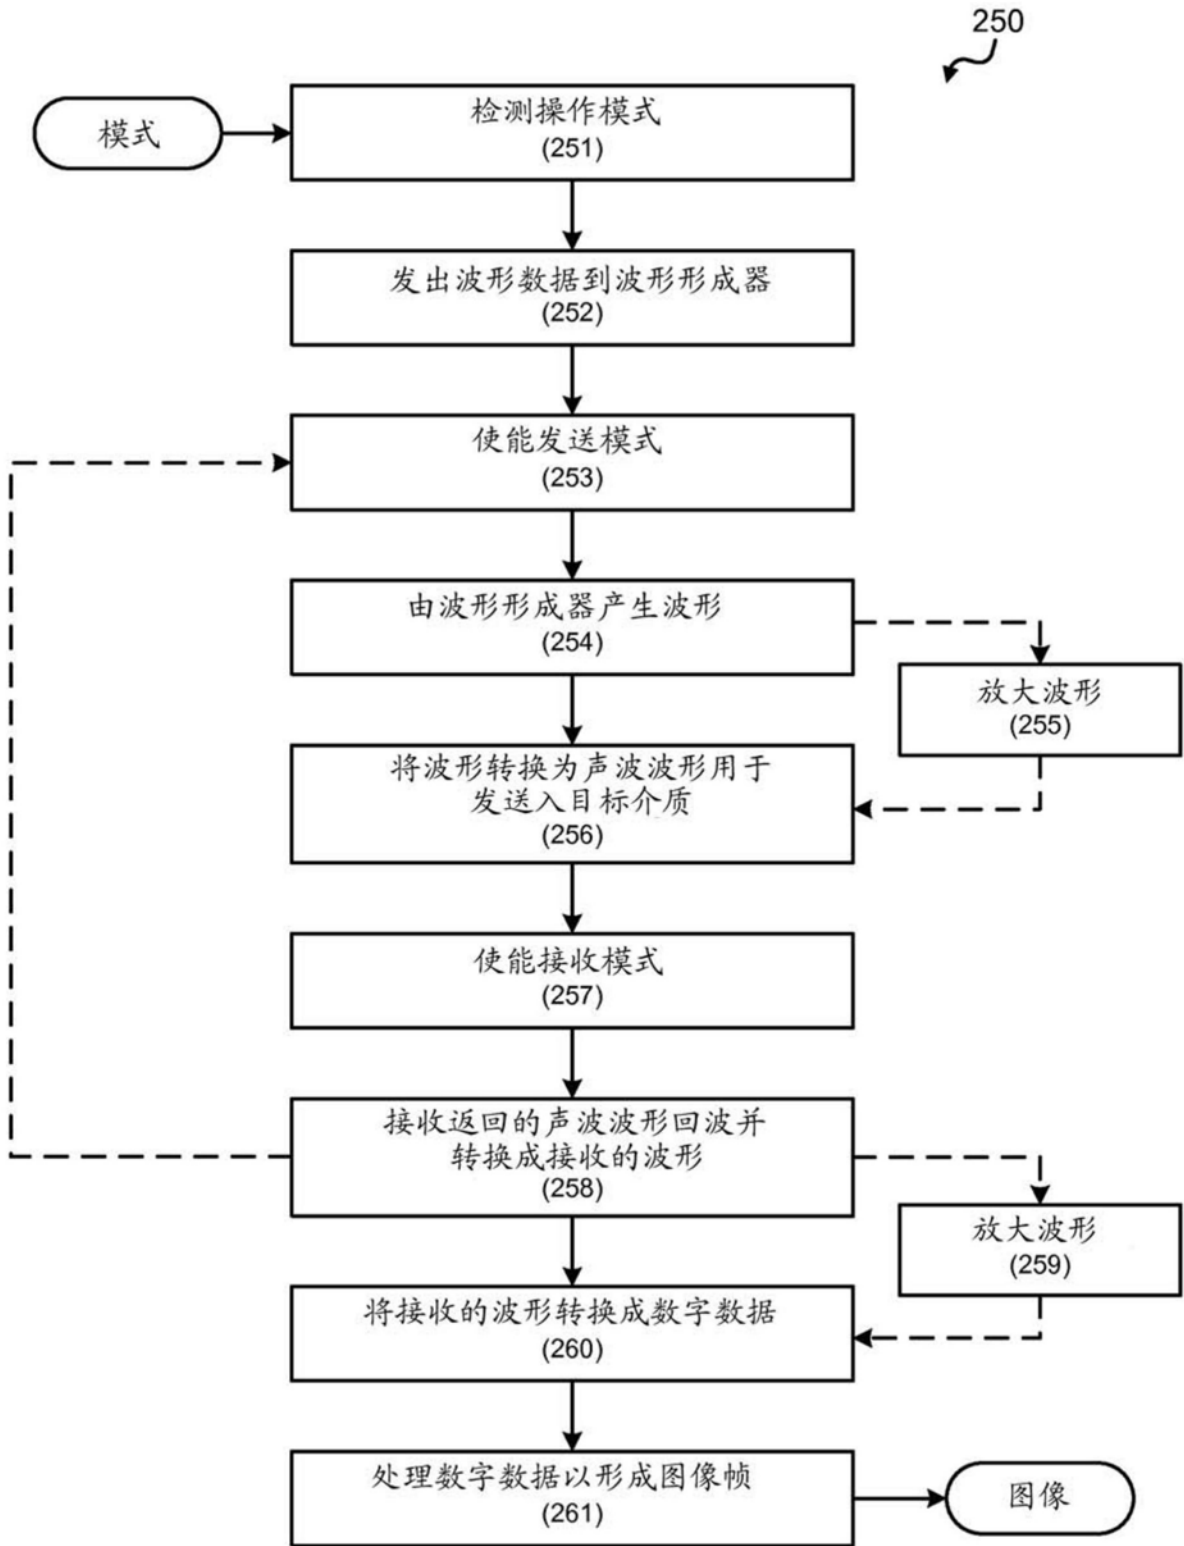 250
模式
检测操作模式
(251)
发出波形数据到波形形成器
(252)
使能发送模式
(253)
由波形形成器产生波形
(254)
放大波形
(255)
将波形转换为声波波形用于
发送入目标介质
(256)
使能接收模式
(257)
接收返回的声波波形回波并
转换成接收的波形
(258)
放大波形
(259)
将接收的波形转换成数字数据
(260)
处理数字数据以形成图像帧
(261)
图像